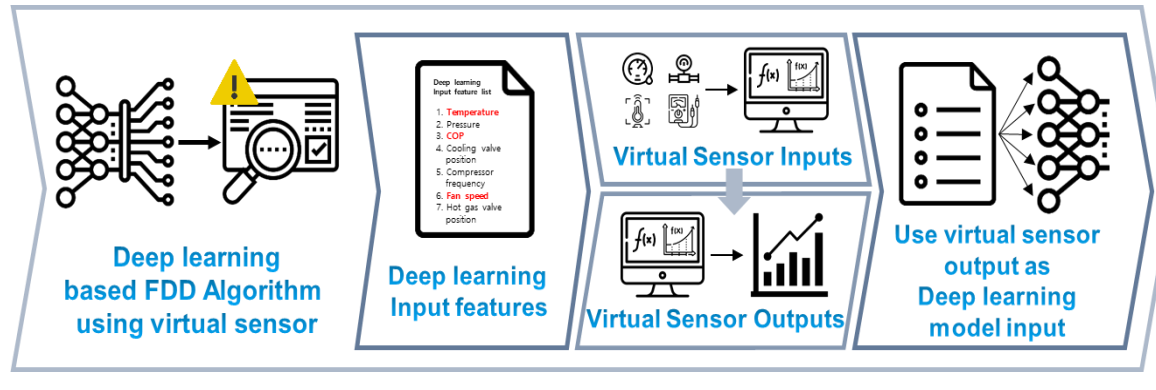 Deep learning
based FDD Algorithm
using virtual sensor
Deep learning
Input feature list
1. Temperature
2. Pressure
3. COP
4. Cooling valve
position
5. Compressor
frequency
6. Fan speed
7. Hot gas valve
position
Deep learning
Input features
f(x)
f(X)
Virtual Sensor Inputs
f(x)
f(X)
Virtual Sensor Outputs
Use virtual sensor
output as
Deep learning
model input